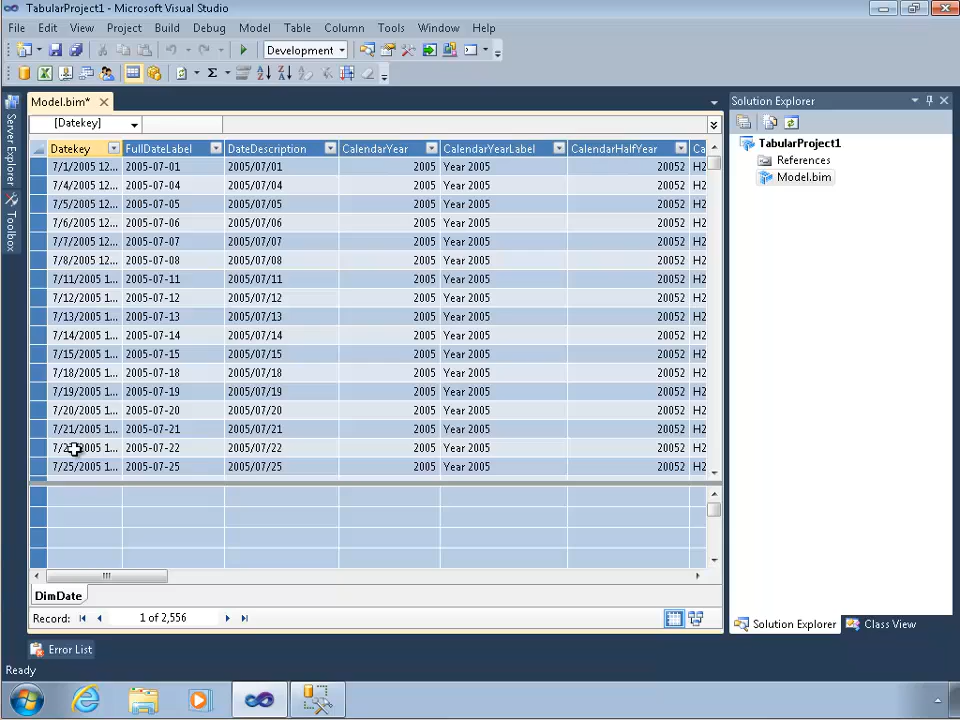 TabularProject1 - Microsoft Visual Studio
File Edit View Project Build Debug Team Model Table Column Tools Window Help
Development
Server Explorer
Toolbox
Model.bim*
[Datekey]
Datekey FullDateLabel DateDescription CalendarYear CalendarYearLabel CalendarHalfYear Ca
7/1/2005 12... 2005-07-01 2005/07/01 2005 Year 2005 20052 H2
7/4/2005 12... 2005-07-04 2005/07/04 2005 Year 2005 20052 H2
7/5/2005 12... 2005-07-05 2005/07/05 2005 Year 2005 20052 H2
7/6/2005 12... 2005-07-06 2005/07/06 2005 Year 2005 20052 H2
7/7/2005 12... 2005-07-07 2005/07/07 2005 Year 2005 20052 H2
7/8/2005 12... 2005-07-08 2005/07/08 2005 Year 2005 20052 H2
7/11/2005 1... 2005-07-11 2005/07/11 2005 Year 2005 20052 H2
7/12/2005 1... 2005-07-12 2005/07/12 2005 Year 2005 20052 H2
7/13/2005 1... 2005-07-13 2005/07/13 2005 Year 2005 20052 H2
7/14/2005 1... 2005-07-14 2005/07/14 2005 Year 2005 20052 H2
7/15/2005 1... 2005-07-15 2005/07/15 2005 Year 2005 20052 H2
7/18/2005 1... 2005-07-18 2005/07/18 2005 Year 2005 20052 H2
7/19/2005 1... 2005-07-19 2005/07/19 2005 Year 2005 20052 H2
7/20/2005 1... 2005-07-20 2005/07/20 2005 Year 2005 20052 H2
7/21/2005 1... 2005-07-21 2005/07/21 2005 Year 2005 20052 H2
2005-07-22 2005/07/22 2005 Year 2005 20052 H2
7/25/2005 1... 2005-07-25 2005/07/25 2005 Year 2005 20052 H2
DimDate
Record: 1 of 2,556
Solution Explorer
TabularProject1
References
Model.bim
Solution Explorer Class View
Error List
Ready